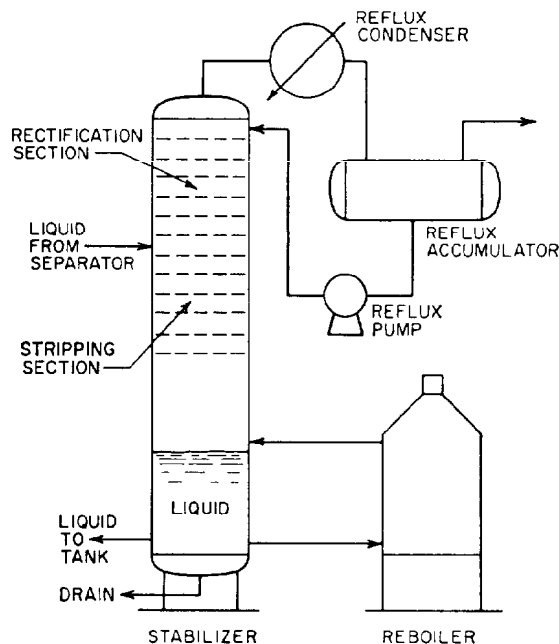 REFLUX
CONDENSER
RECTIFICATION
SECTION
LIQUID
FROM
SEPARATOR
REFLUX
ACCUMULATOR
REFLUX
PUMP
STRIPPING
SECTION
LIQUID
LIQUID
TO
TANK
DRAIN
STABILIZER
REBOILER